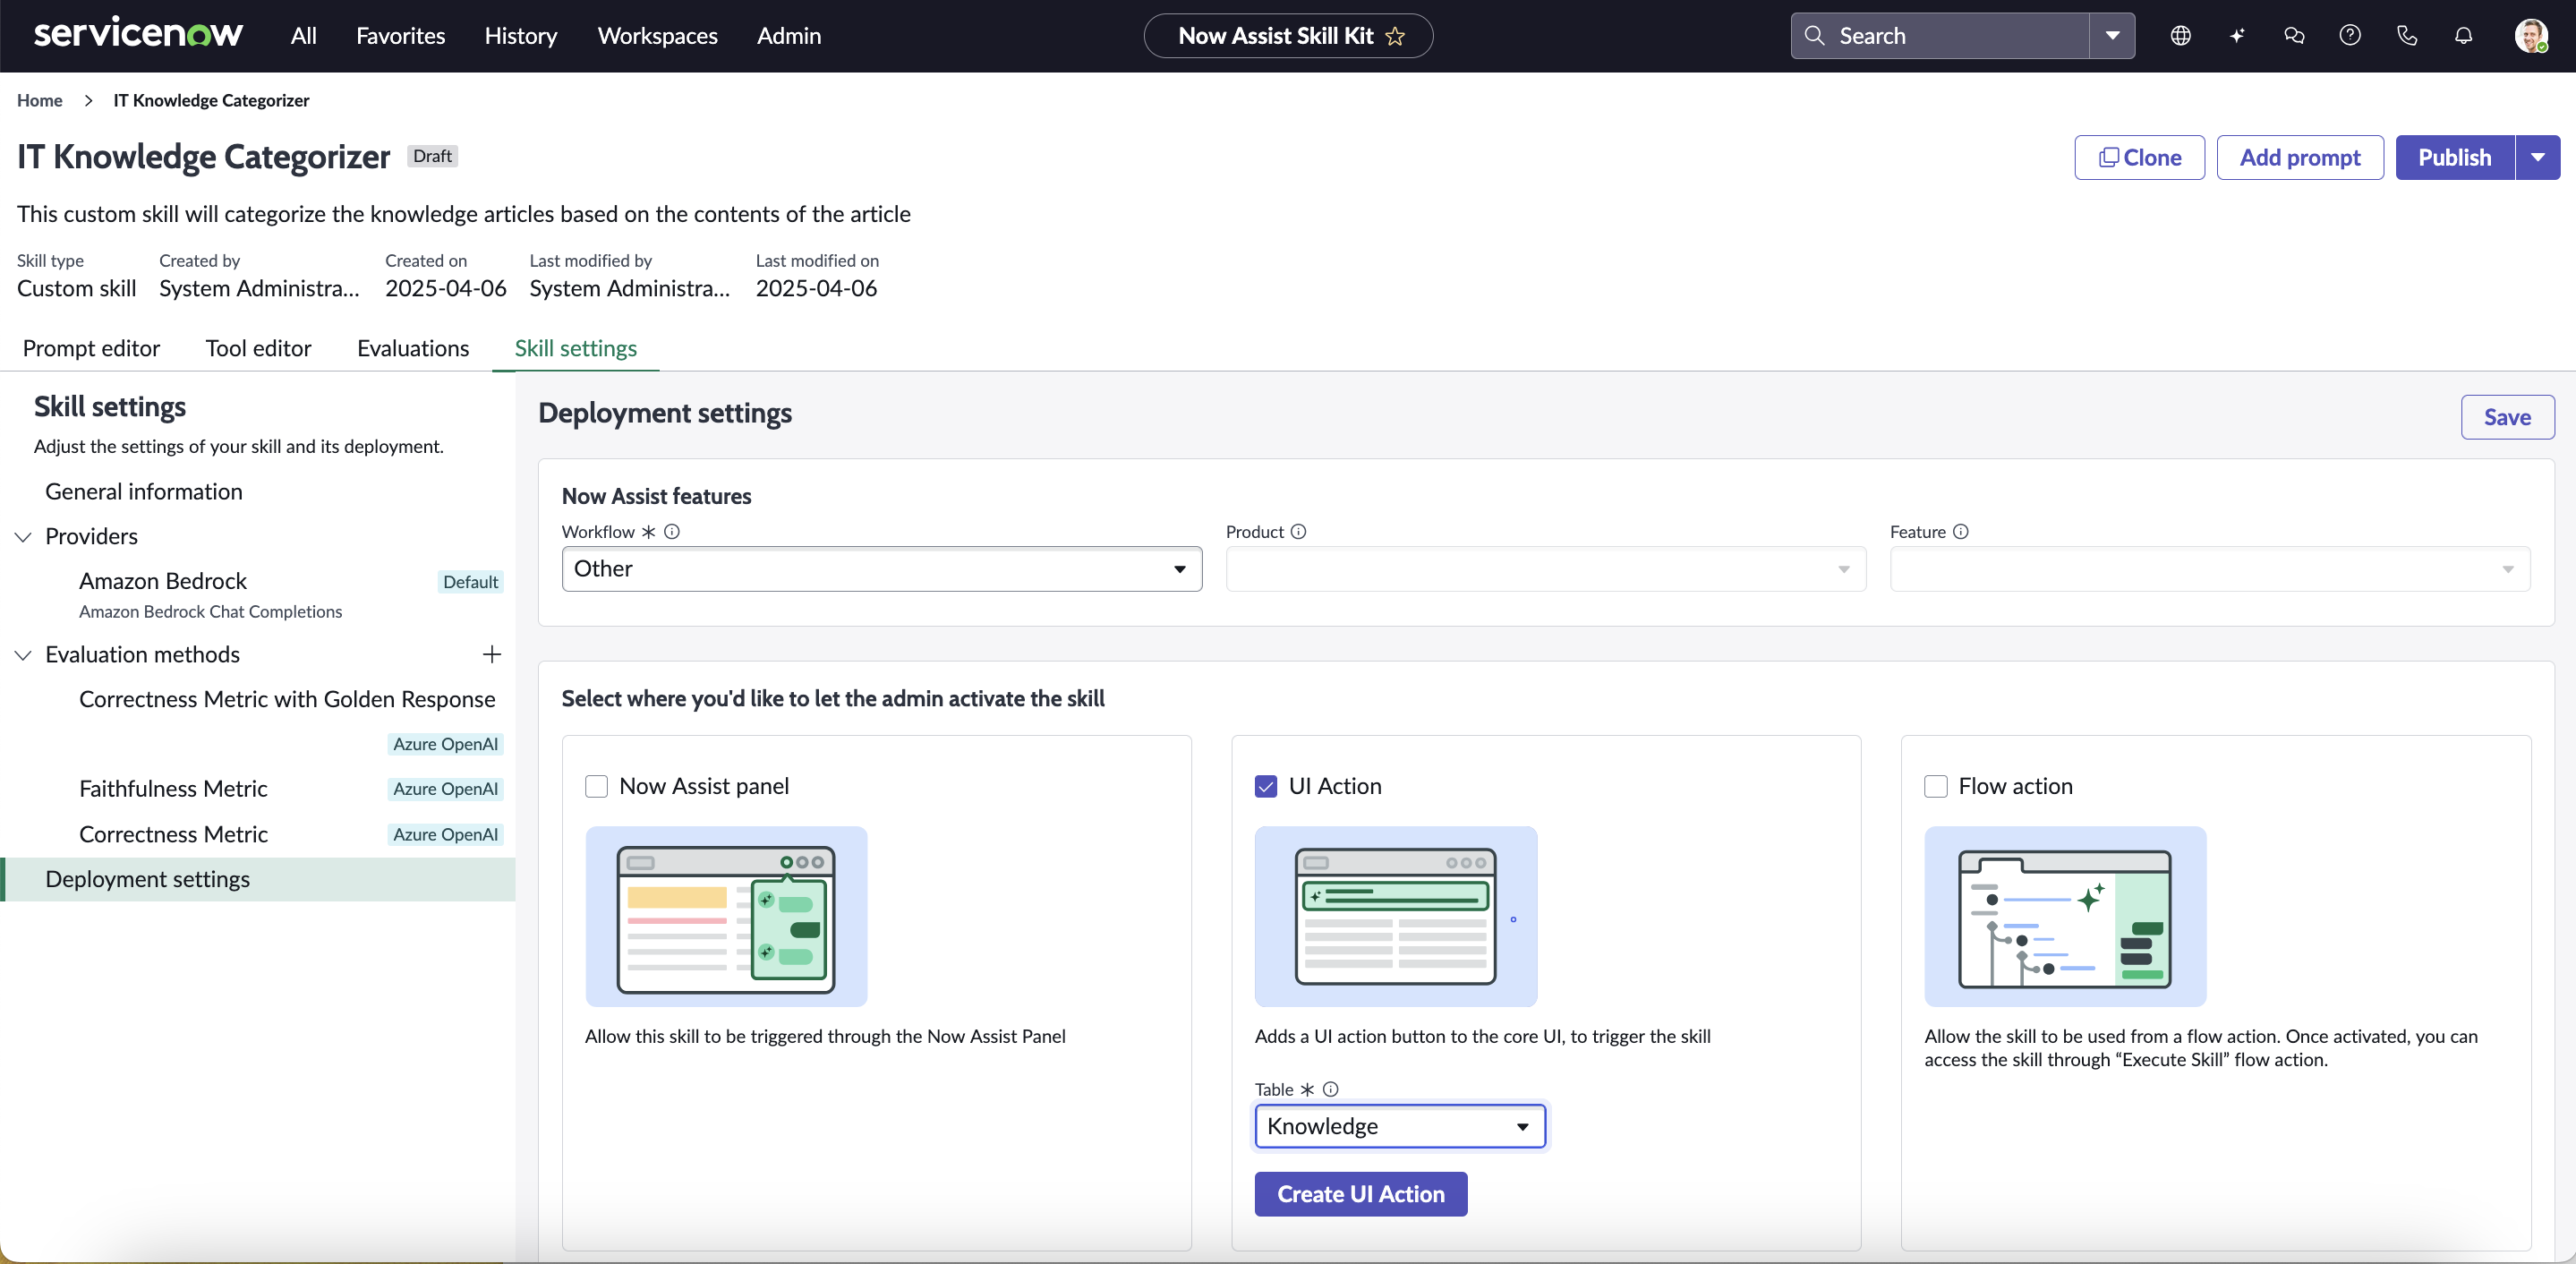 servicenow All Favorites History Workspaces Admin Now Assist Skill Kit Search
Home IT Knowledge Categorizer
IT Knowledge Categorizer Draft Clone Add prompt Publish
This custom skill will categorize the knowledge articles based on the contents of the article
Skill type Created by Created on Last modified by Last modified on
Custom skill System Administra... 2025-04-06 System Administra... 2025-04-06
Prompt editor Tool editor Evaluations Skill settings
Skill settings
Adjust the settings of your skill and its deployment.
General information
Providers
Amazon Bedrock Default
Amazon Bedrock Chat Completions
Evaluation methods
Correctness Metric with Golden Response
Azure OpenAI
Faithfulness Metric Azure OpenAI
Correctness Metric Azure OpenAI
Deployment settings
Deployment settings Save
Now Assist features
Workflow * Product Feature
Other
Select where you'd like to let the admin activate the skill
Now Assist panel
Allow this skill to be triggered through the Now Assist Panel
UI Action
Adds a UI action button to the core UI, to trigger the skill
Table *
Knowledge
Create UI Action
Flow action
Allow the skill to be used from a flow action. Once activated, you can
access the skill through “Execute Skill” flow action.